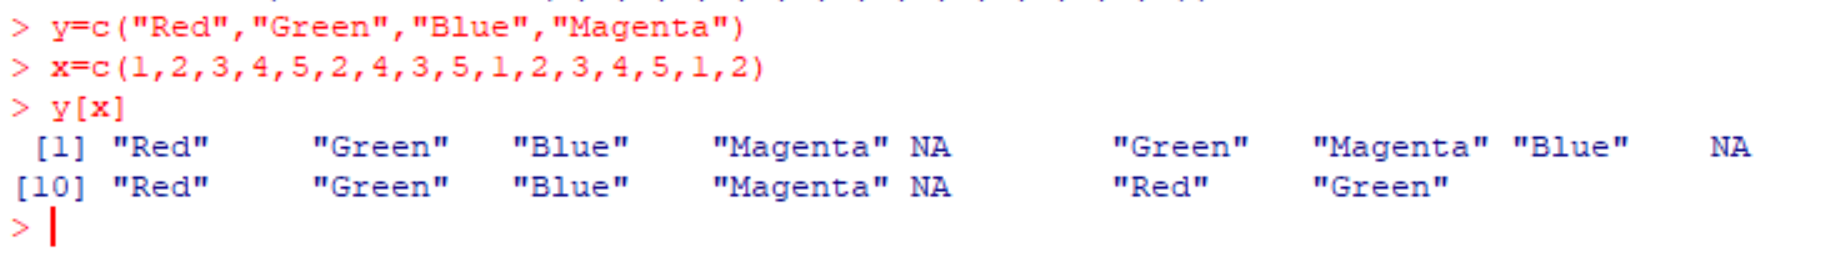 > y=c("Red","Green","Blue","Magenta")
> x=c(1,2,3,4,5,2,4,3,5,1,2,3,4,5,1,2)
> y[x]
 [1] "Red"     "Green"   "Blue"    "Magenta" NA        "Green"   "Magenta" "Blue"    NA
[10] "Red"     "Green"   "Blue"    "Magenta" NA        "Red"     "Green"
>